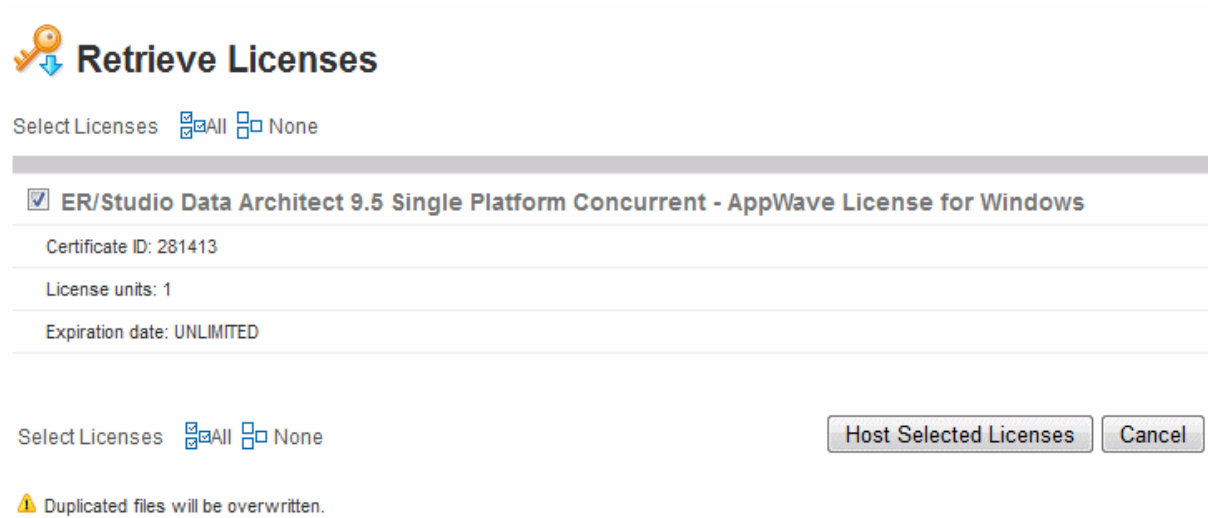 Retrieve Licenses
Select Licenses All None
ER/Studio Data Architect 9.5 Single Platform Concurrent - AppWave License for Windows
Certificate ID: 281413
License units: 1
Expiration date: UNLIMITED
Select Licenses All None Host Selected Licenses Cancel
Duplicated files will be overwritten.